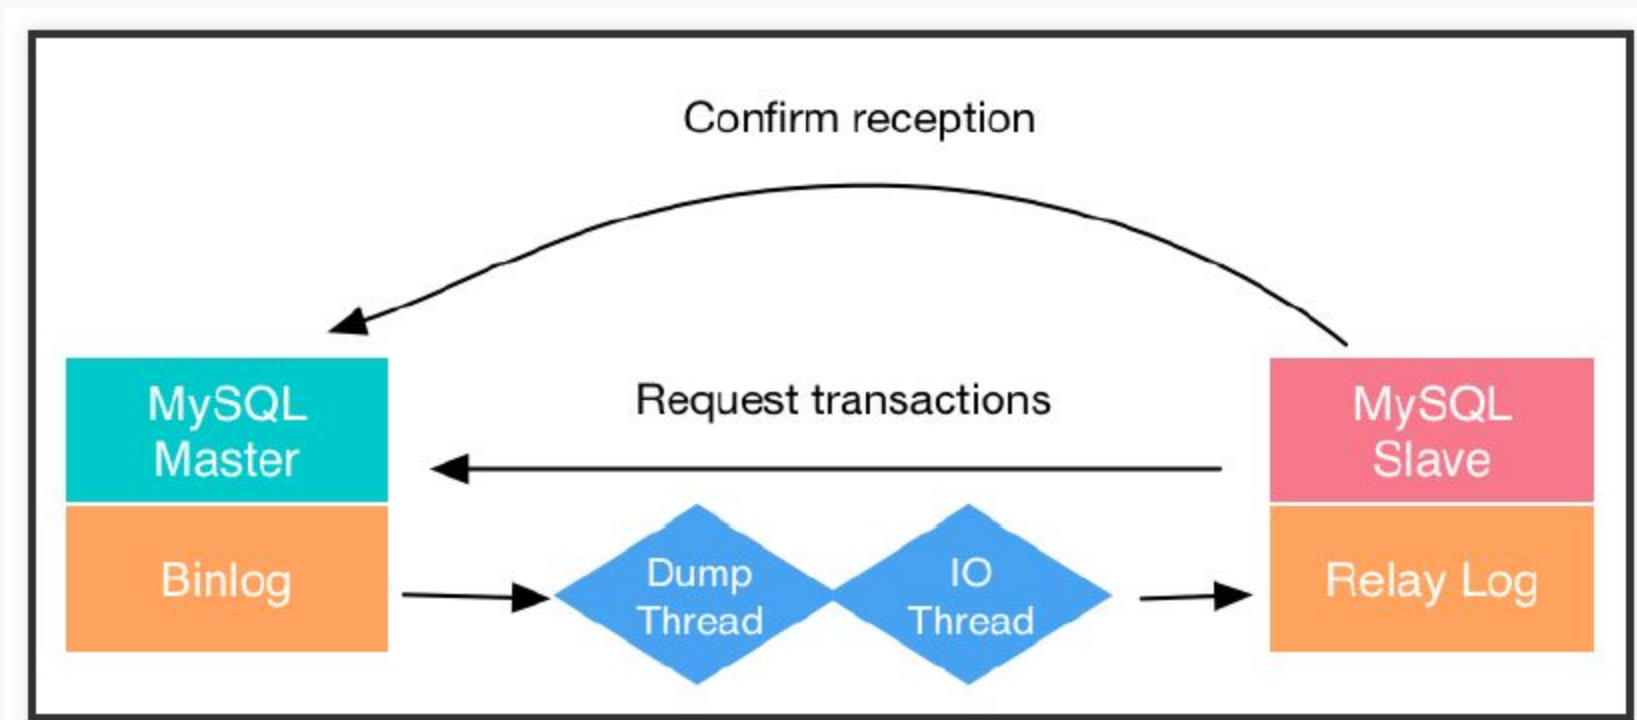 Confirm reception
MySQL
Master
Request transactions
MySQL
Slave
Binlog
Dump
Thread
IO
Thread
Relay Log